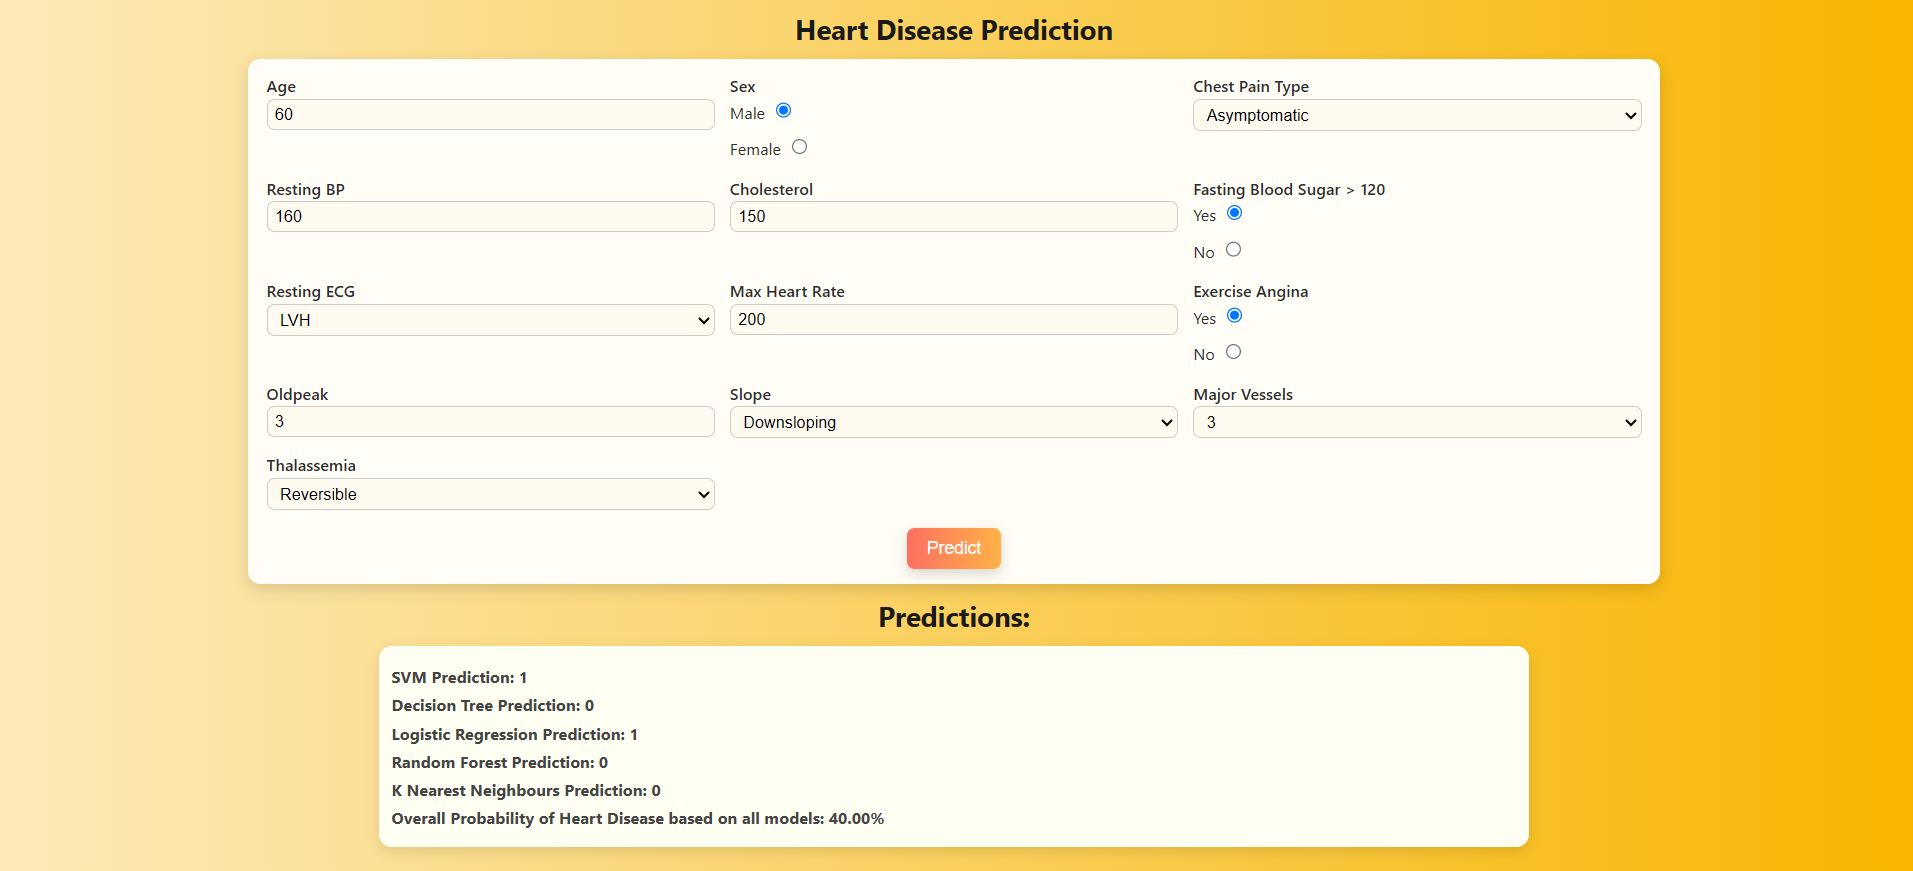 Heart Disease Prediction
Age
60
Sex
Male
Female
Chest Pain Type
Asymptomatic
Resting BP
160
Cholesterol
150
Fasting Blood Sugar > 120
Yes
No
Resting ECG
LVH
Max Heart Rate
200
Exercise Angina
Yes
No
Oldpeak
3
Slope
Downsloping
Major Vessels
3
Thalassemia
Reversible
Predict
Predictions:
SVM Prediction: 1
Decision Tree Prediction: 0
Logistic Regression Prediction: 1
Random Forest Prediction: 0
K Nearest Neighbours Prediction: 0
Overall Probability of Heart Disease based on all models: 40.00%